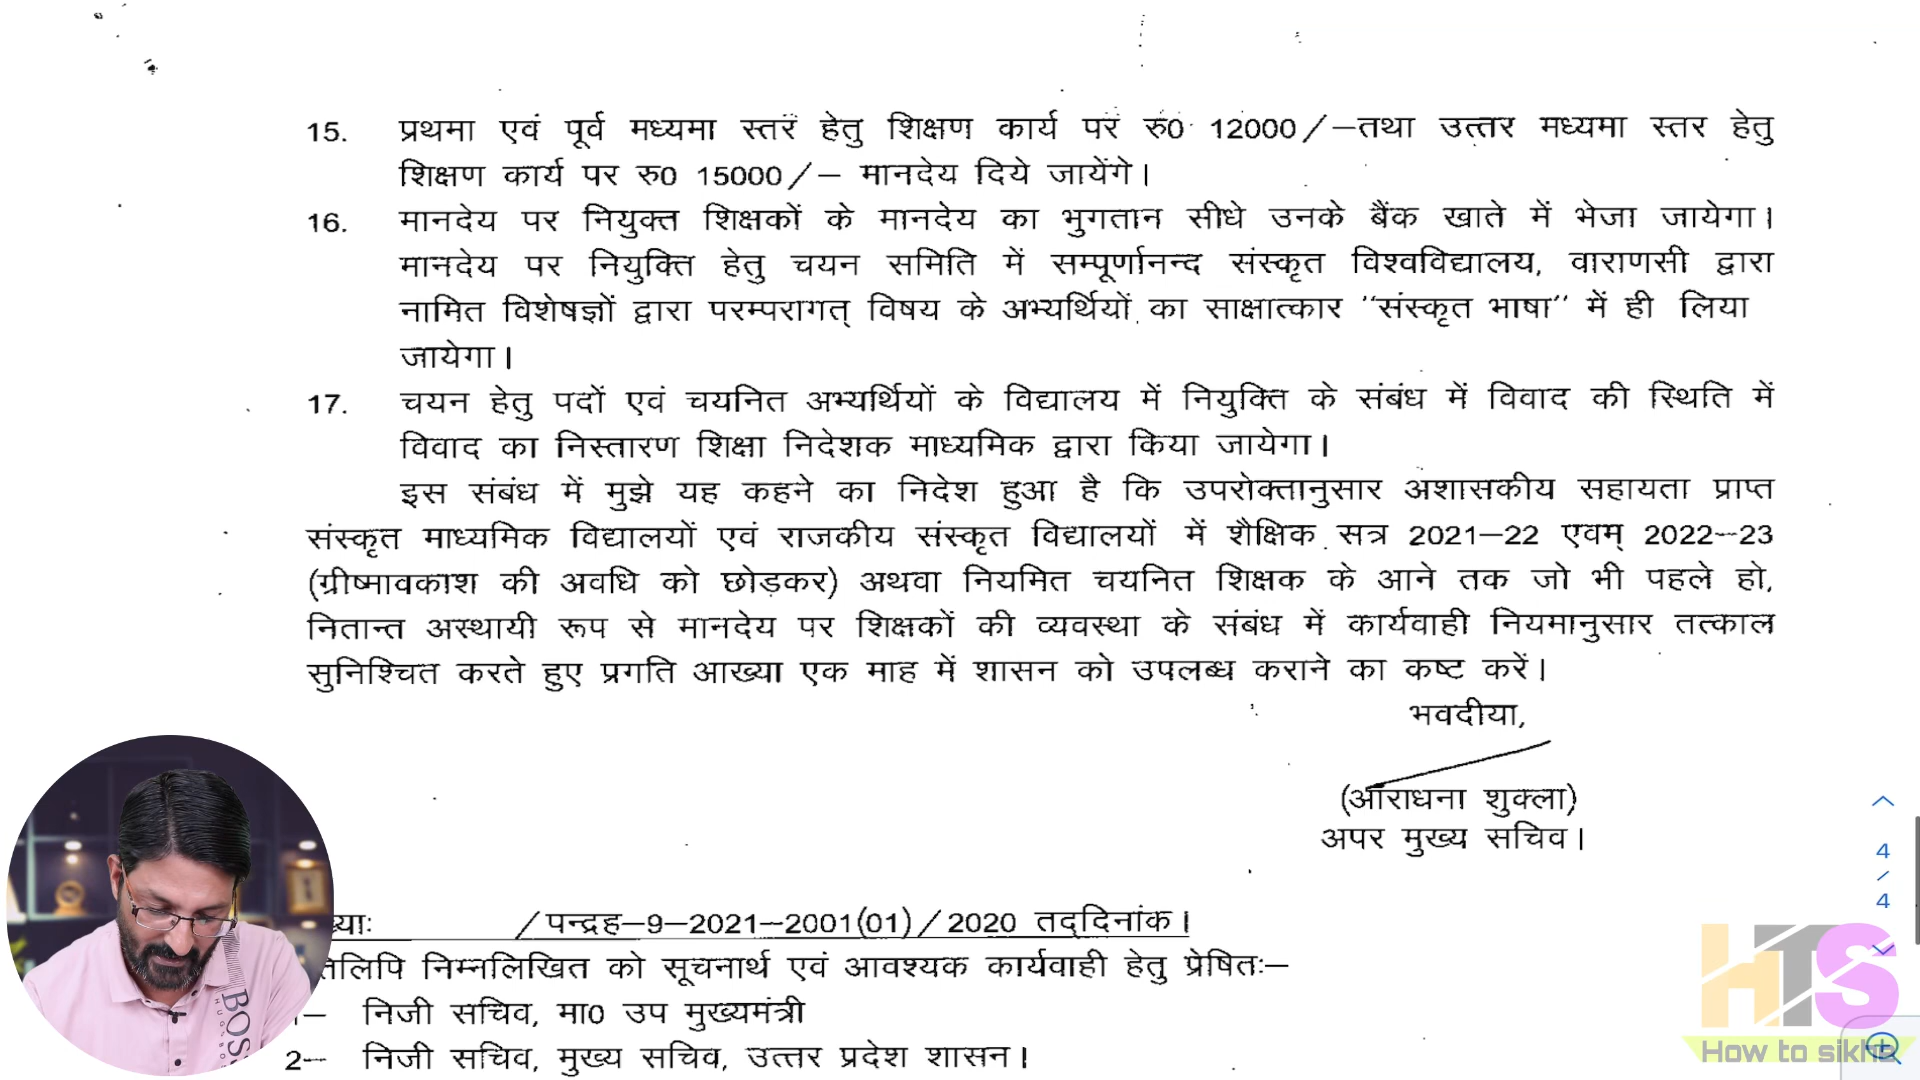 15. प्रथमा एवं पूर्व मध्यमा स्तर हेतु शिक्षण कार्य पर रु0 12000/–तथा उत्तर मध्यमा स्तर हेतु
शिक्षण कार्य पर रु0 15000/– मानदेय दिये जायेंगे।
16. मानदेय पर नियुक्त शिक्षकों के मानदेय का भुगतान सीधे उनके बैंक खाते में भेजा जायेगा।
मानदेय पर नियुक्ति हेतु चयन समिति में सम्पूर्णानन्द संस्कृत विश्वविद्यालय, वाराणसी द्वारा
नामित विशेषज्ञों द्वारा परम्परागत् विषय के अभ्यर्थियों का साक्षात्कार "संस्कृत भाषा" में ही लिया
जायेगा।
17. चयन हेतु पदों एवं चयनित अभ्यर्थियों के विद्यालय में नियुक्ति के संबंध में विवाद की स्थिति में
विवाद का निस्तारण शिक्षा निदेशक माध्यमिक द्वारा किया जायेगा।
इस संबंध में मुझे यह कहने का निदेश हुआ है कि उपरोक्तानुसार अशासकीय सहायता प्राप्त
संस्कृत माध्यमिक विद्यालयों एवं राजकीय संस्कृत विद्यालयों में शैक्षिक सत्र 2021–22 एवम् 2022–23
(ग्रीष्मावकाश की अवधि को छोड़कर) अथवा नियमित चयनित शिक्षक के आने तक जो भी पहले हो,
नितान्त अस्थायी रूप से मानदेय पर शिक्षकों की व्यवस्था के संबंध में कार्यवाही नियमानुसार तत्काल
सुनिश्चित करते हुए प्रगति आख्या एक माह में शासन को उपलब्ध कराने का कष्ट करें।
भवदीया,
(आराधना शुक्ला)
अपर मुख्य सचिव।
/पन्द्रह–9–2021–2001(01)/2020 तद्दिनांक।
निम्नलिखित को सूचनार्थ एवं आवश्यक कार्यवाही हेतु प्रेषितः–
निजी सचिव, मा0 उप मुख्यमंत्री
2– निजी सचिव, मुख्य सचिव, उत्तर प्रदेश शासन।
4
/
4
BOSS
HTS
How to sikhe